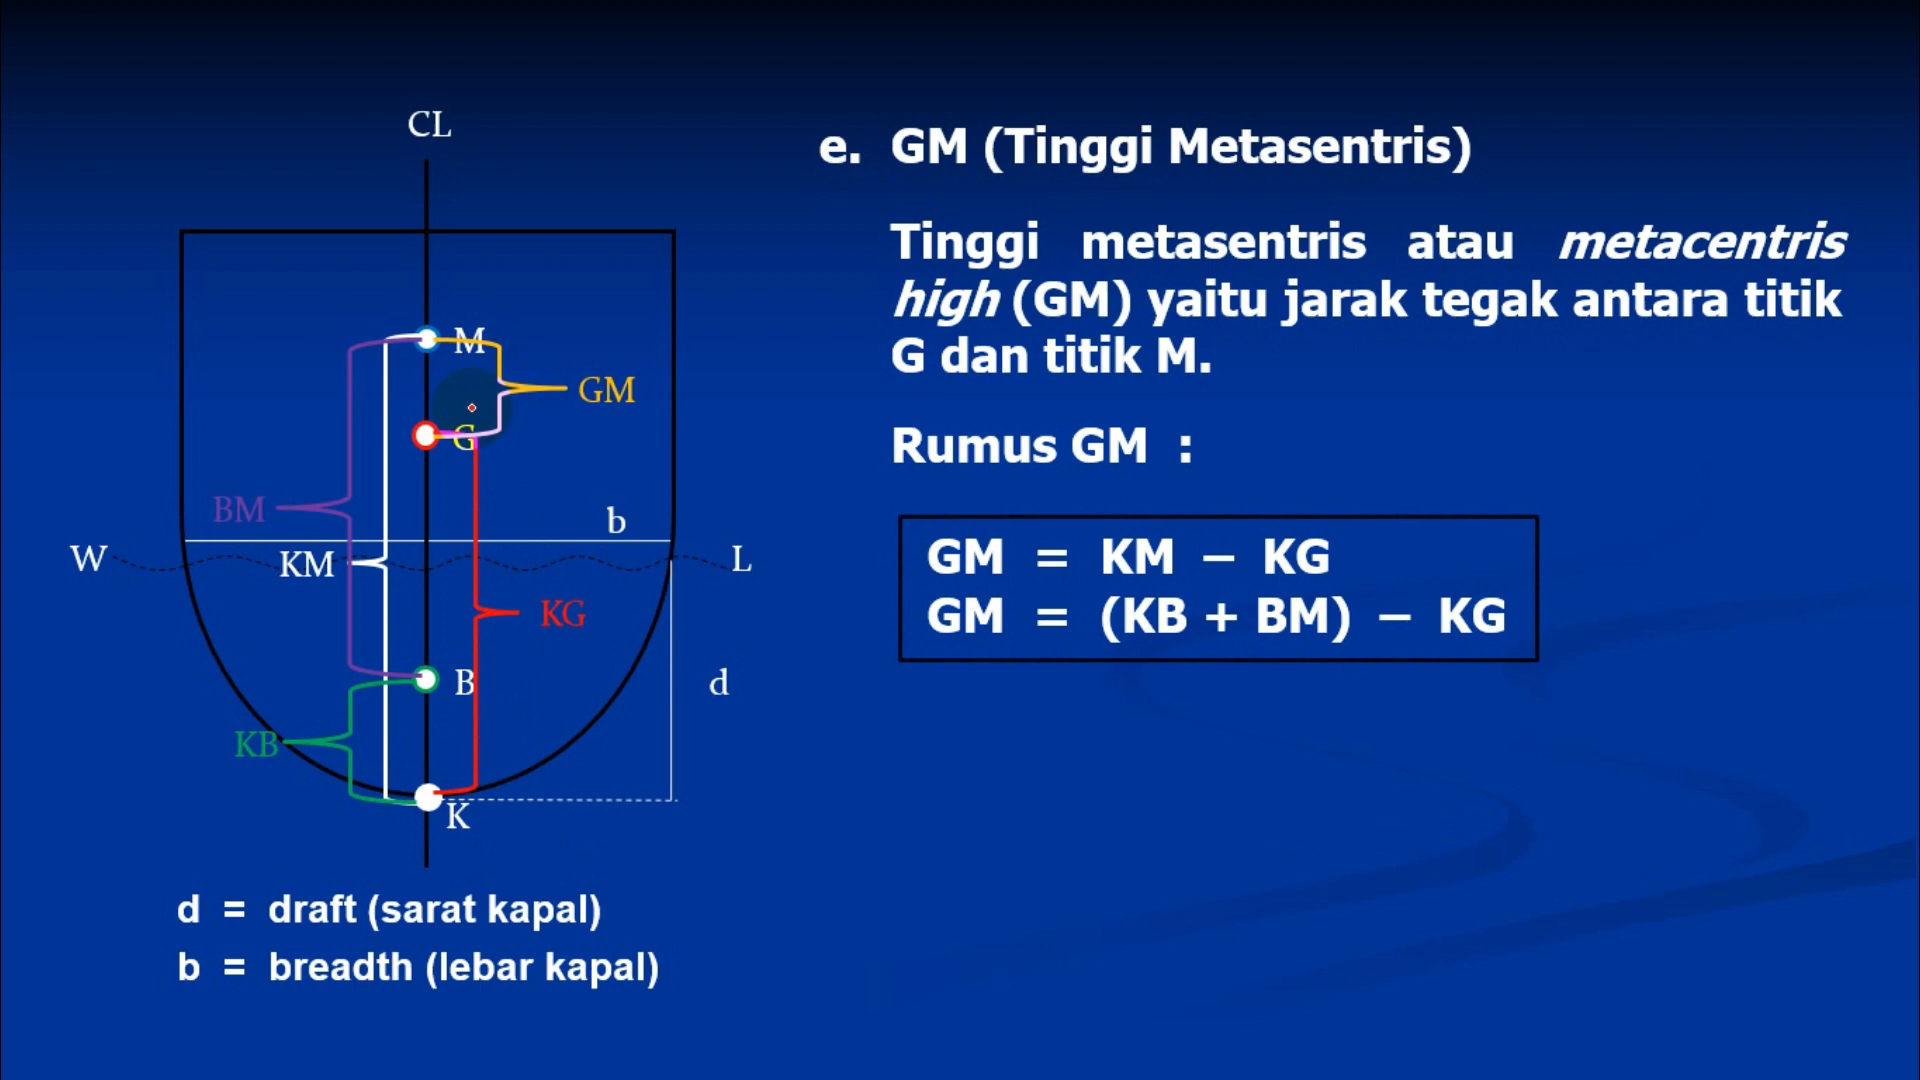 CL
e. GM (Tinggi Metasentris)
Tinggi metasentris atau metacentris
high (GM) yaitu jarak tegak antara titik
G dan titik M.
M
GM
G
Rumus GM :
BM
b
W
KM
L
GM = KM – KG
KG
GM = (KB + BM) – KG
B
d
KB
K
d = draft (sarat kapal)
b = breadth (lebar kapal)